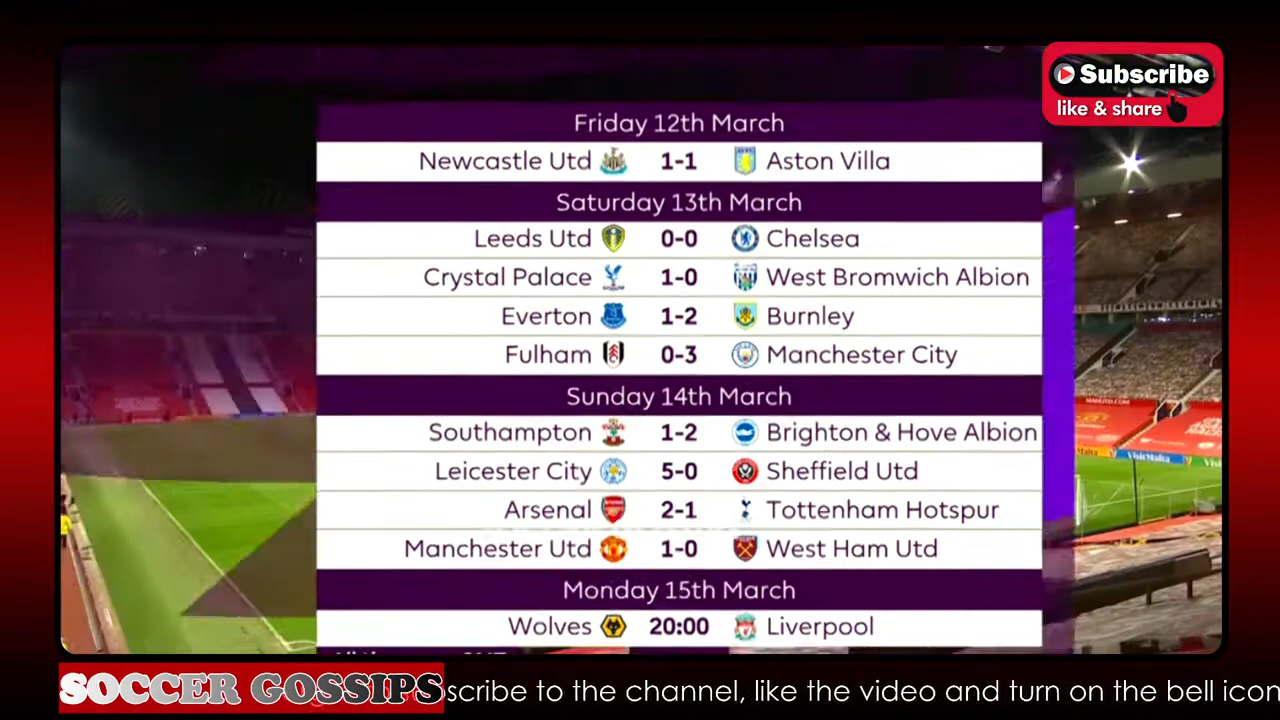 Subscribe
like & share
Friday 12th March
Newcastle Utd 1-1 Aston Villa
Saturday 13th March
Leeds Utd 0-0 Chelsea
Crystal Palace 1-0 West Bromwich Albion
Everton 1-2 Burnley
Fulham 0-3 Manchester City
Sunday 14th March
Southampton 1-2 Brighton & Hove Albion
Leicester City 5-0 Sheffield Utd
Arsenal 2-1 Tottenham Hotspur
Manchester Utd 1-0 West Ham Utd
Monday 15th March
Wolves 20:00 Liverpool
MANUTD.COM
VisitMalta
SOCCER GOSSIPS
scribe to the channel, like the video and turn on the bell icon